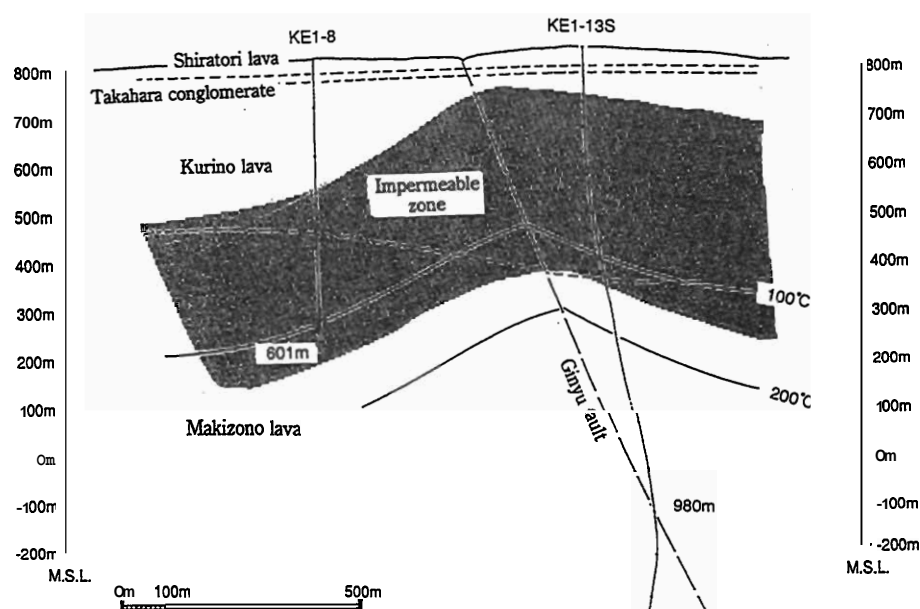 KE1-8
KE1-13S
Shiratori lava
Takahara conglomerate
800m
700m
600m
500m
400m
300m
200m
100m
0m
-100m
-200m
M.S.L.
800m
700m
600m
500m
400m
300m
200m
100m
0m
-100m
-200m
M.S.L.
Kurino lava
Impermeable
zone
100℃
601m
200℃
Ginyu fault
Makizono lava
980m
0m 100m 500m